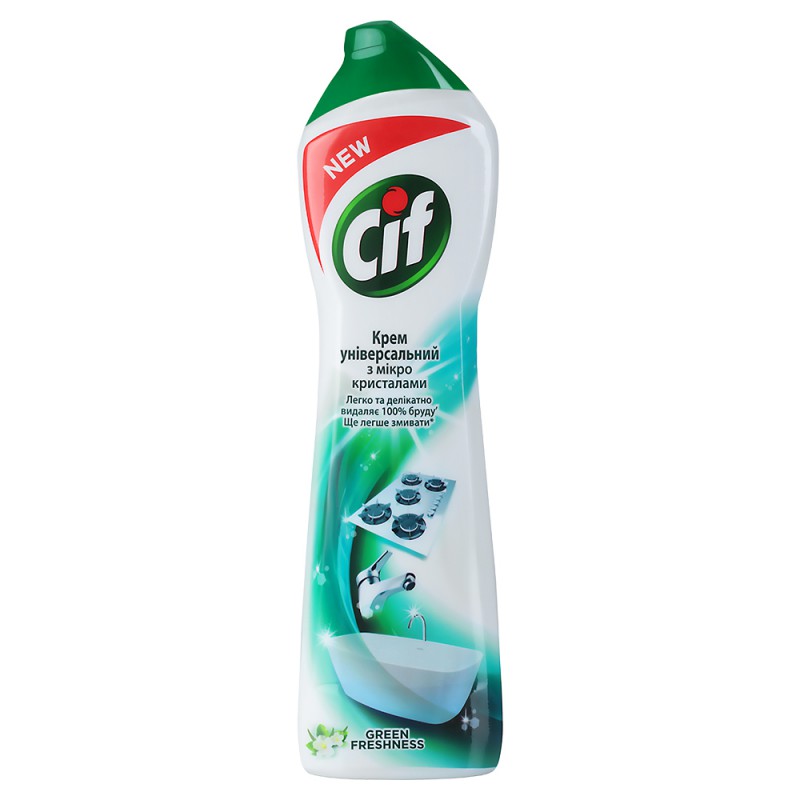 NEW
Cif
Крем
універсальний
з мікро
кристалами
Легко та делікатно
видаляє 100% бруду'
Ще легше змивати*
GREEN
FRESHNESS